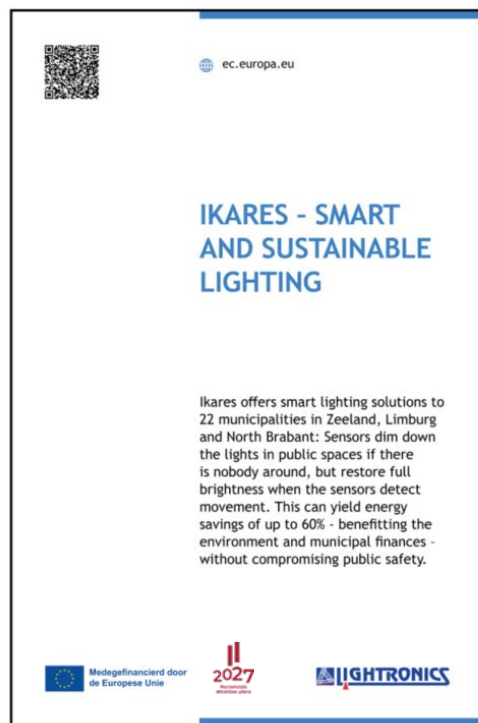 ec.europa.eu
IKARES – SMART
AND SUSTAINABLE
LIGHTING
Ikares offers smart lighting solutions to
22 municipalities in Zeeland, Limburg
and North Brabant: Sensors dim down
the lights in public spaces if there
is nobody around, but restore full
brightness when the sensors detect
movement. This can yield energy
savings of up to 60% - benefitting the
environment and municipal finances –
without compromising public safety.
Medegefinancierd door
de Europese Unie
2027
LIGHTRONICS